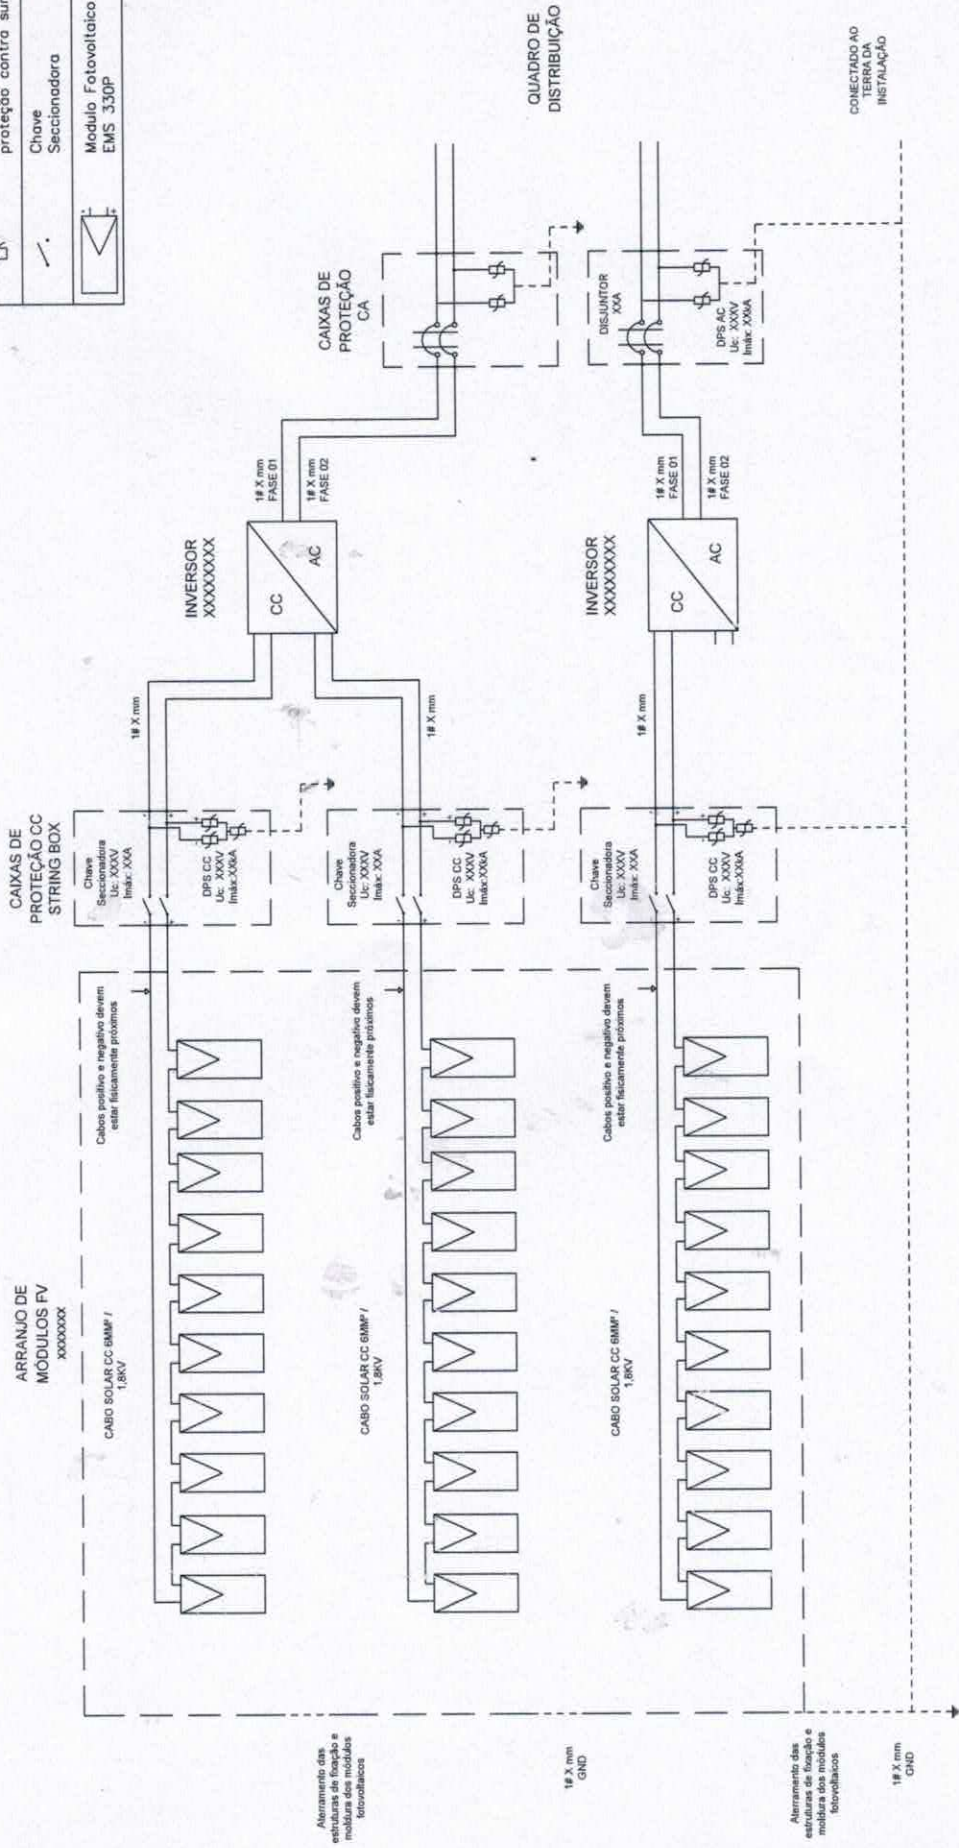 proteção contra sur
Chave
Seccionadora
Modulo Fotovoltaico
EMS 330P
QUADRO DE
DISTRIBUIÇÃO
CONECTADO AO
TERRA DA
INSTALAÇÃO
CAIXAS DE
PROTEÇÃO
CA
DISJUNTOR
XXA
DPS AC
Uc: XXXV
Imáx: XXkA
1# X mm
FASE 01
1# X mm
FASE 02
1# X mm
FASE 01
1# X mm
FASE 02
INVERSOR
XXXXXXXXX
CC
AC
INVERSOR
XXXXXXXXX
CC
AC
1# X mm
1# X mm
1# X mm
CAIXAS DE
PROTEÇÃO CC
STRING BOX
Chave
Seccionadora
Uc: XXXV
Imáx: XXA
DPS CC
Uc: XXXV
Imáx:XXkA
Chave
Seccionadora
Uc: XXXV
Imáx: XXA
DPS CC
Uc: XXXV
Imáx:XXkA
Chave
Seccionadora
Uc: XXXV
Imáx: XXA
DPS CC
Uc: XXXV
Imáx:XXkA
Cabos positivo e negativo devem
estar fisicamente próximos
Cabos positivo e negativo devem
estar fisicamente próximos
Cabos positivo e negativo devem
estar fisicamente próximos
ARRANJO DE
MÓDULOS FV
XXXXXXX
CABO SOLAR CC 6MM² /
1,8KV
CABO SOLAR CC 6MM² /
1,8KV
CABO SOLAR CC 6MM² /
1,8KV
Aterramento das
estruturas de fixação e
moldura dos módulos
fotovoltaicos
1# X mm
GND
Aterramento das
estruturas de fixação e
moldura dos módulos
fotovoltaicos
1# X mm
GND